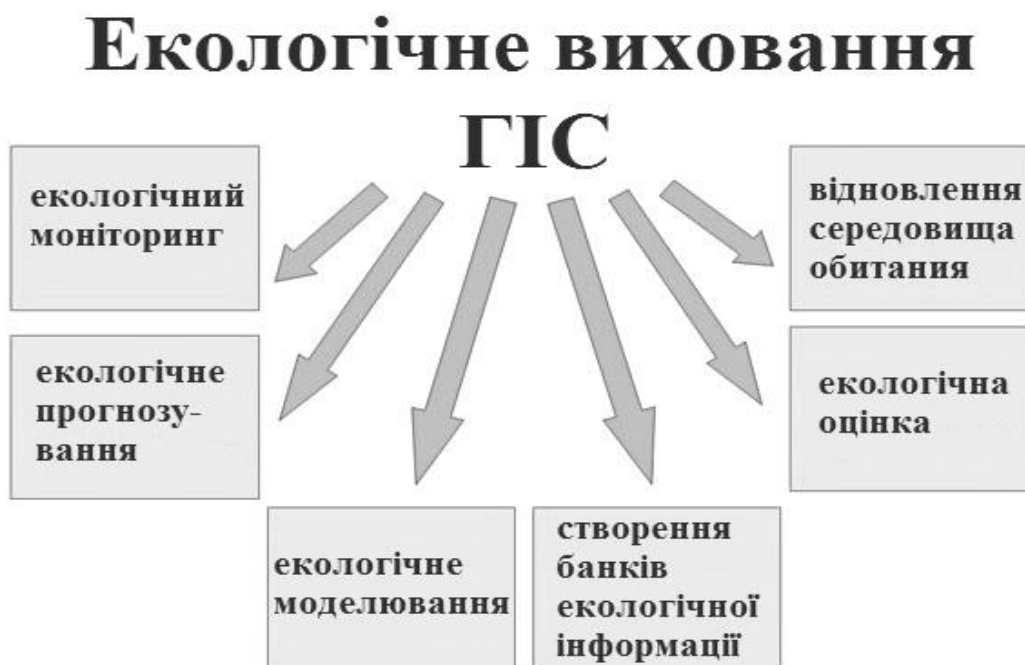 Екологічне виховання
ГІС
екологічний
моніторинг
екологічне
прогнозу-
вання
екологічне
моделювання
створення
банків
екологічної
інформації
екологічна
оцінка
відновлення
середовища
обитания